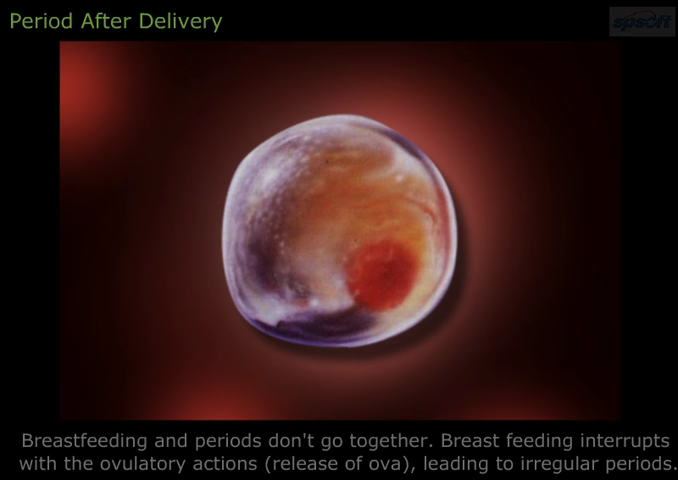 Period After Delivery
spsoft
Breastfeeding and periods don't go together. Breast feeding interrupts
with the ovulatory actions (release of ova), leading to irregular periods.